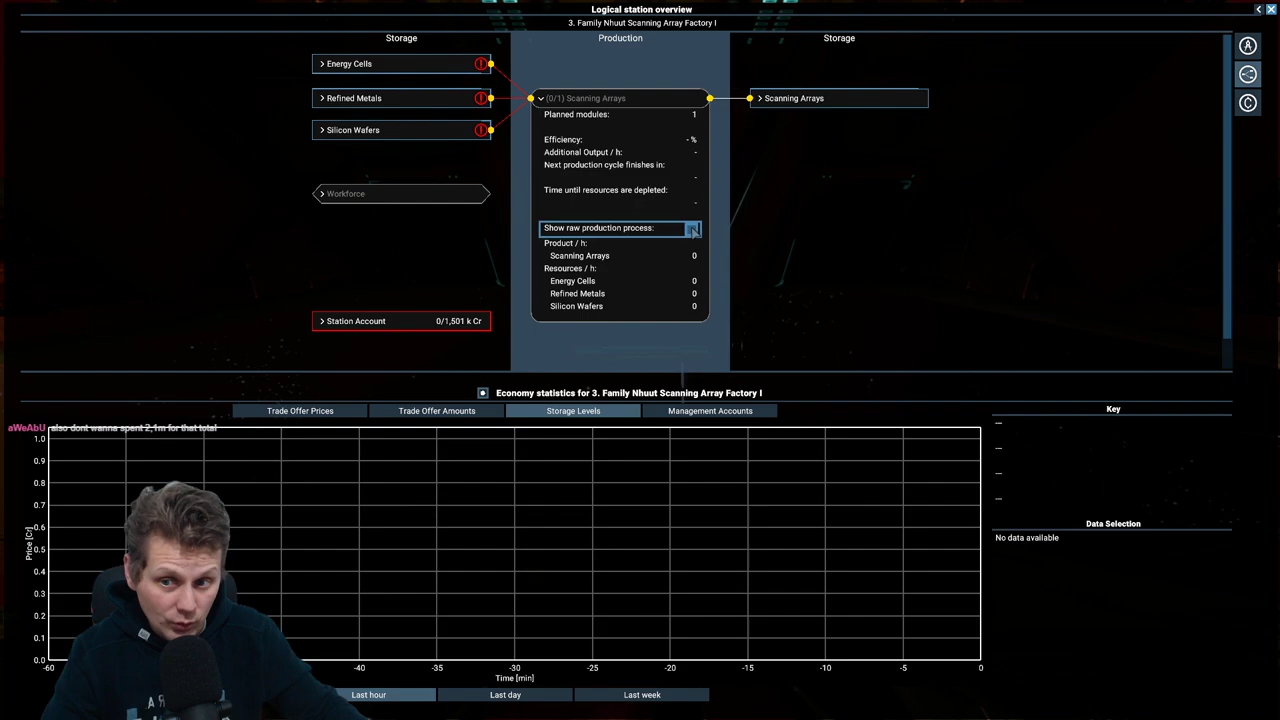 Logical station overview
3. Family Nhuut Scanning Array Factory I
Storage
Production
Storage
Energy Cells
Refined Metals
Silicon Wafers
Workforce
Station Account 0/1,501 k Cr
(0/1) Scanning Arrays
Planned modules: 1
Efficiency: - %
Additional Output / h: -
Next production cycle finishes in:
-
Time until resources are depleted:
-
Show raw production process:
Product / h:
Scanning Arrays 0
Resources / h:
Energy Cells 0
Refined Metals 0
Silicon Wafers 0
Scanning Arrays
Economy statistics for 3. Family Nhuut Scanning Array Factory I
Trade Offer Prices Trade Offer Amounts Storage Levels Management Accounts
aWeAbU also dont wanna spent 2,1m for that total
Price [Cr]
1.0
0.9
0.8
0.7
0.6
0.5
0.4
0.3
0.2
0.1
0.0
-60 -40 -35 -30 -25 -20 -15 -10 -5 0
Time [min]
Last hour Last day Last week
Key
Data Selection
No data available